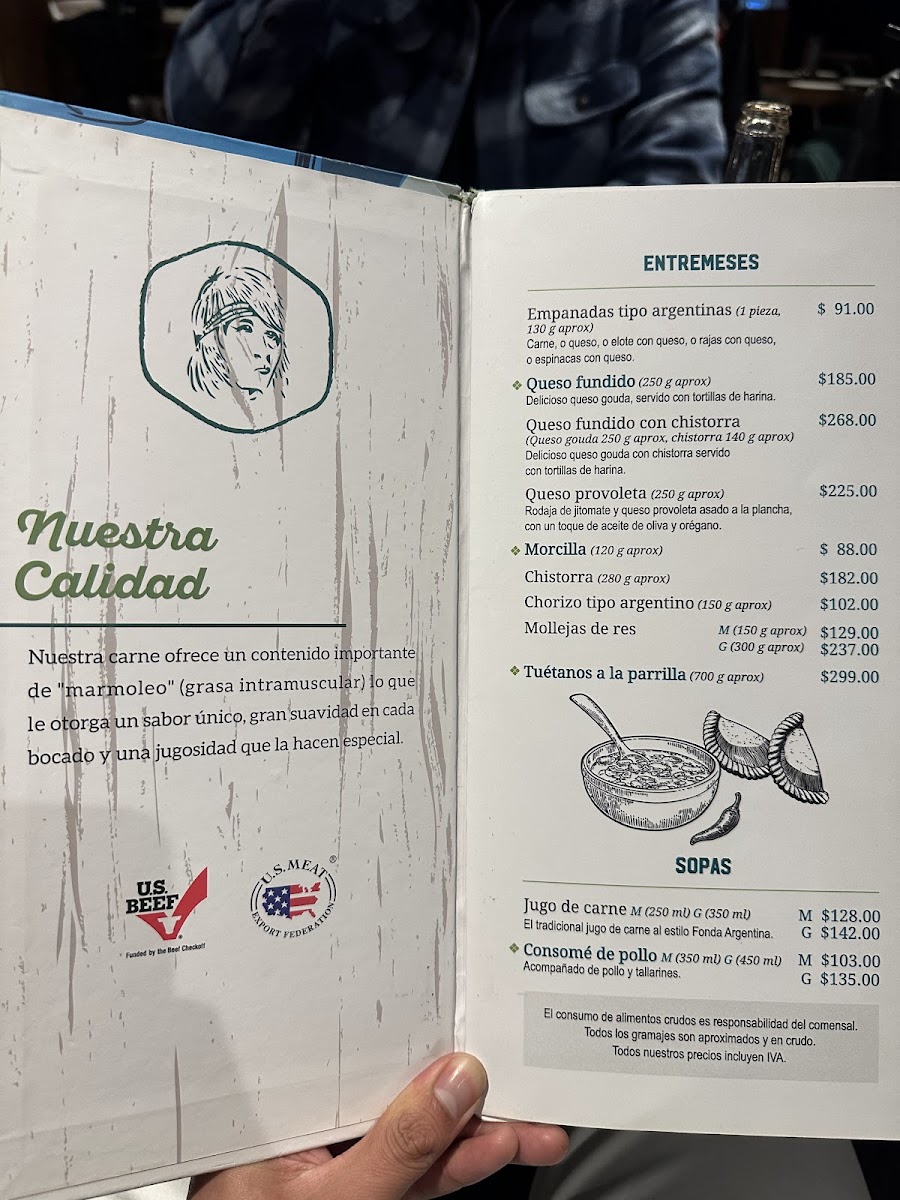 Nuestra
Calidad
Nuestra carne ofrece un contenido importante
de "marmoleo" (grasa intramuscular) lo que
le otorga un sabor único, gran suavidad en cada
bocado y una jugosidad que la hacen especial.
U.S.
BEEF
Funded by the Beef Checkoff
U.S. MEAT ®
EXPORT FEDERATION
ENTREMESES
Empanadas tipo argentinas (1 pieza, $ 91.00
130 g aprox)
Carne, o queso, o elote con queso, o rajas con queso,
o espinacas con queso.
Queso fundido (250 g aprox) $185.00
Delicioso queso gouda, servido con tortillas de harina.
Queso fundido con chistorra $268.00
(Queso gouda 250 g aprox, chistorra 140 g aprox)
Delicioso queso gouda con chistorra servido
con tortillas de harina.
Queso provoleta (250 g aprox) $225.00
Rodaja de jitomate y queso provoleta asado a la plancha,
con un toque de aceite de oliva y orégano.
Morcilla (120 g aprox) $ 88.00
Chistorra (280 g aprox) $182.00
Chorizo tipo argentino (150 g aprox) $102.00
Mollejas de res M (150 g aprox) $129.00
G (300 g aprox) $237.00
Tuétanos a la parrilla (700 g aprox) $299.00
SOPAS
Jugo de carne M (250 ml) G (350 ml) M $128.00
El tradicional jugo de carne al estilo Fonda Argentina. G $142.00
Consomé de pollo M (350 ml) G (450 ml) M $103.00
Acompañado de pollo y tallarines. G $135.00
El consumo de alimentos crudos es responsabilidad del comensal.
Todos los gramajes son aproximados y en crudo.
Todos nuestros precios incluyen IVA.